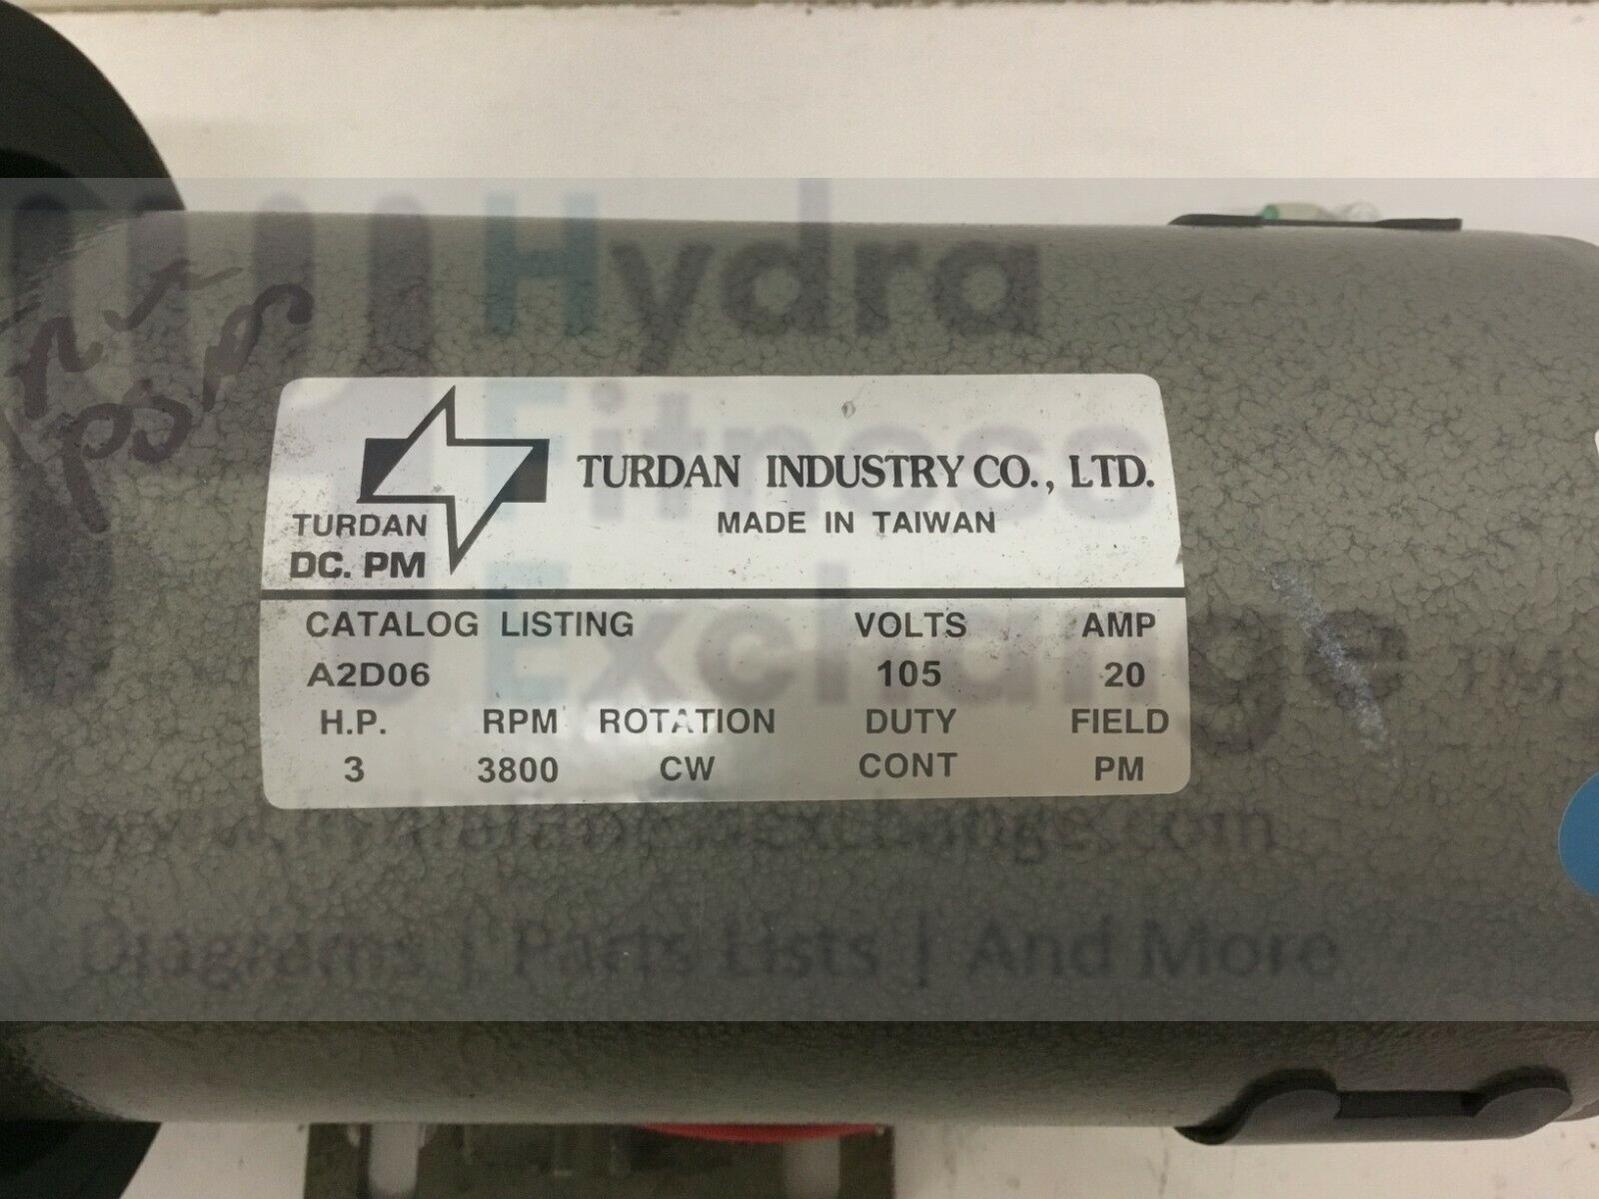 Hydra
Fitness
Exchange TM
TURDAN INDUSTRY CO., LTD.
MADE IN TAIWAN
TURDAN
DC. PM
CATALOG LISTING VOLTS AMP
A2D06 105 20
H.P. RPM ROTATION DUTY FIELD
3 3800 CW CONT PM
Diagrams | Parts Lists | And More